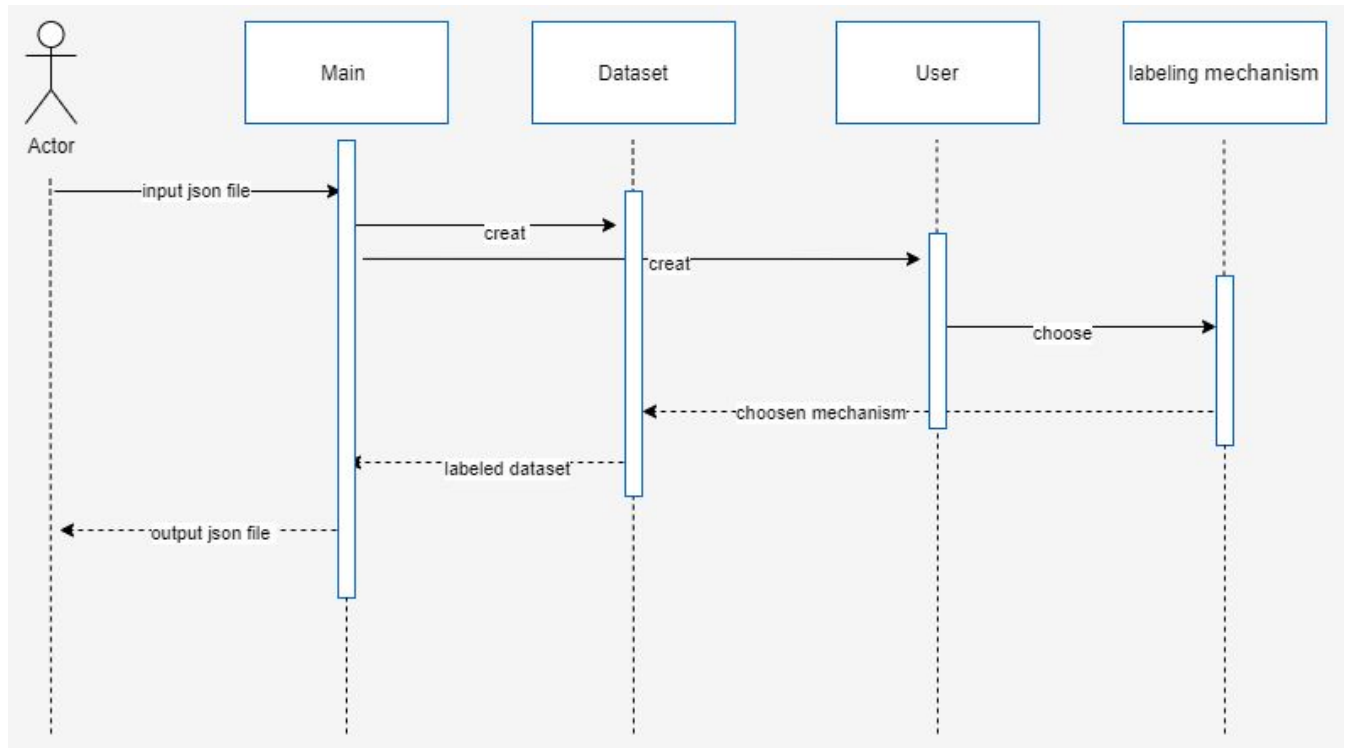 Main
Dataset
User
labeling mechanism
Actor
input json file
creat
creat
choose
choosen mechanism
labeled dataset
output json file